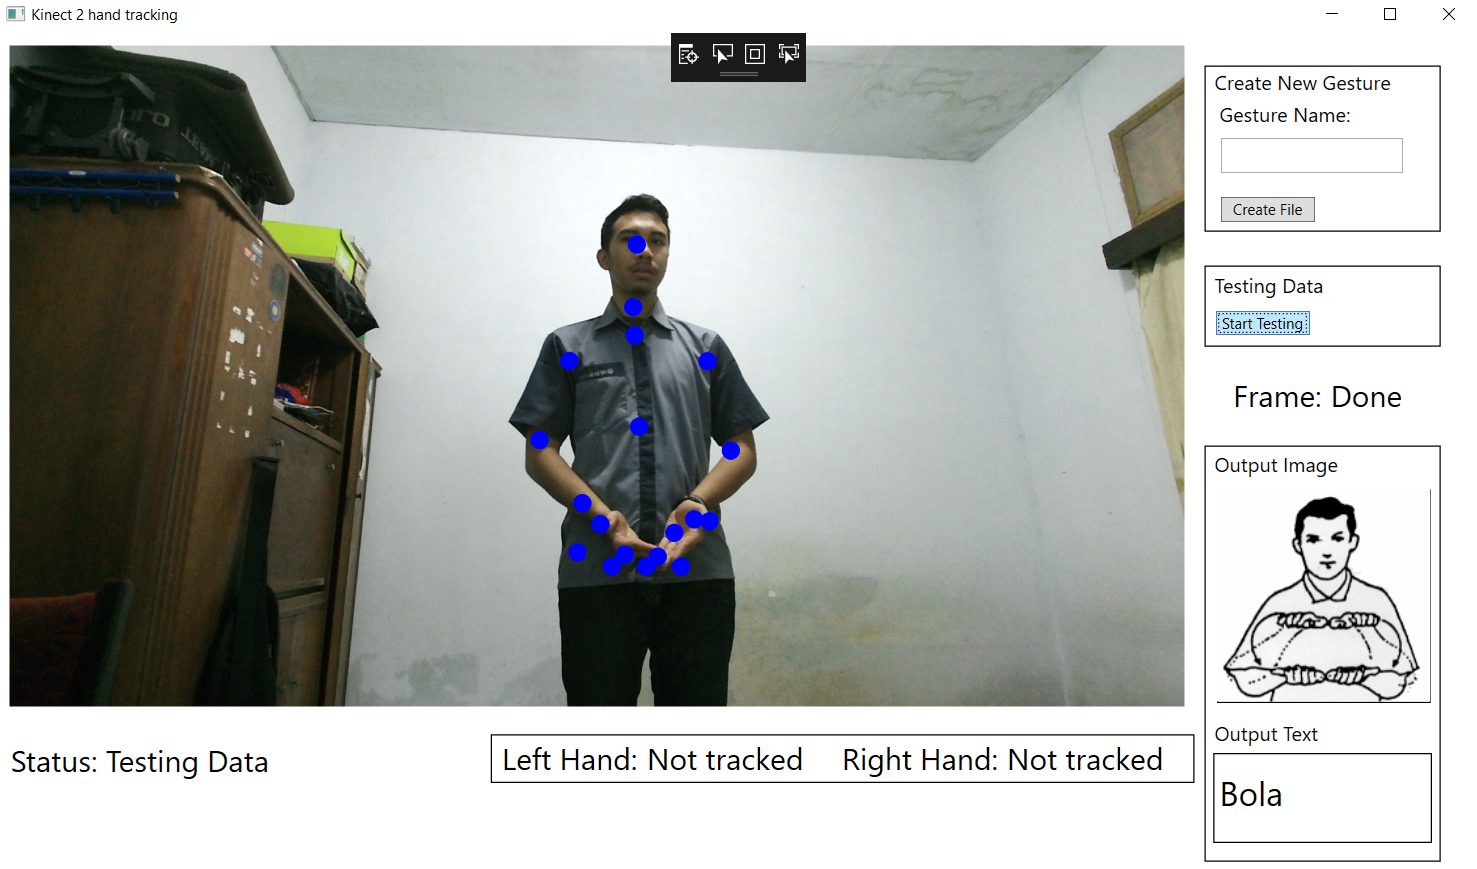 Kinect 2 hand tracking
Create New Gesture
Gesture Name:
Create File
Testing Data
Start Testing
Frame: Done
Output Image
Output Text
Bola
Status: Testing Data
Left Hand: Not tracked Right Hand: Not tracked